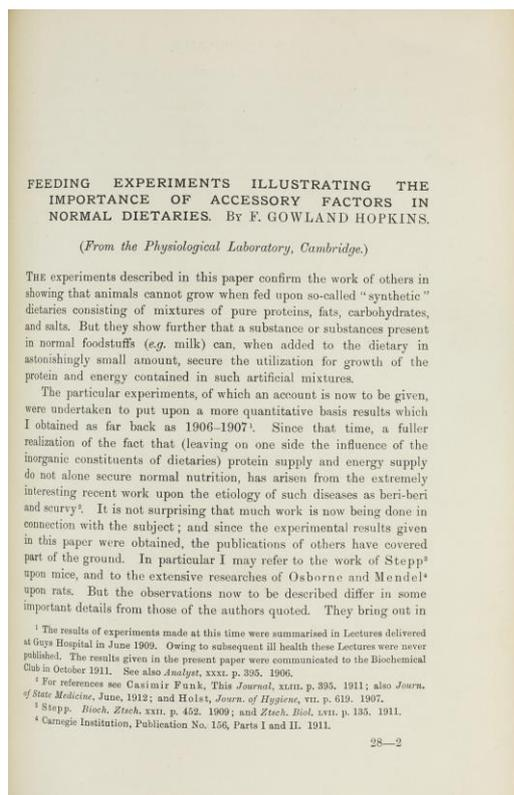 FEEDING EXPERIMENTS ILLUSTRATING THE
IMPORTANCE OF ACCESSORY FACTORS IN
NORMAL DIETARIES. BY F. GOWLAND HOPKINS.
(From the Physiological Laboratory, Cambridge.)
THE experiments described in this paper confirm the work of others in
showing that animals cannot grow when fed upon so-called "synthetic"
dietaries consisting of mixtures of pure proteins, fats, carbohydrates,
and salts. But they show further that a substance or substances present
in normal foodstuffs (e.g. milk) can, when added to the dietary in
astonishingly small amount, secure the utilization for growth of the
protein and energy contained in such artificial mixtures.
The particular experiments, of which an account is now to be given,
were undertaken to put upon a more quantitative basis results which
I obtained as far back as 1906–1907¹. Since that time, a fuller
realization of the fact that (leaving on one side the influence of the
inorganic constituents of dietaries) protein supply and energy supply
do not alone secure normal nutrition, has arisen from the extremely
interesting recent work upon the etiology of such diseases as beri-beri
and scurvy². It is not surprising that much work is now being done in
connection with the subject; and since the experimental results given
in this paper were obtained, the publications of others have covered
part of the ground. In particular I may refer to the work of Stepp³
upon mice, and to the extensive researches of Osborne and Mendel⁴
upon rats. But the observations now to be described differ in some
important details from those of the authors quoted. They bring out in
¹ The results of experiments made at this time were summarised in Lectures delivered
at Guys Hospital in June 1909. Owing to subsequent ill health these Lectures were never
published. The results given in the present paper were communicated to the Biochemical
Club in October 1911. See also Analyst, XXXI. p. 395. 1906.
² For references see Casimir Funk, This Journal, XLIII. p. 395. 1911; also Journ.
of State Medicine, June, 1912; and Holst, Journ. of Hygiene, VII. p. 619. 1907.
³ Stepp. Bioch. Ztsch. XXII. p. 452. 1909; and Ztsch. Biol. LVII. p. 135. 1911.
⁴ Carnegie Institution, Publication No. 156, Parts I and II. 1911.
28—2